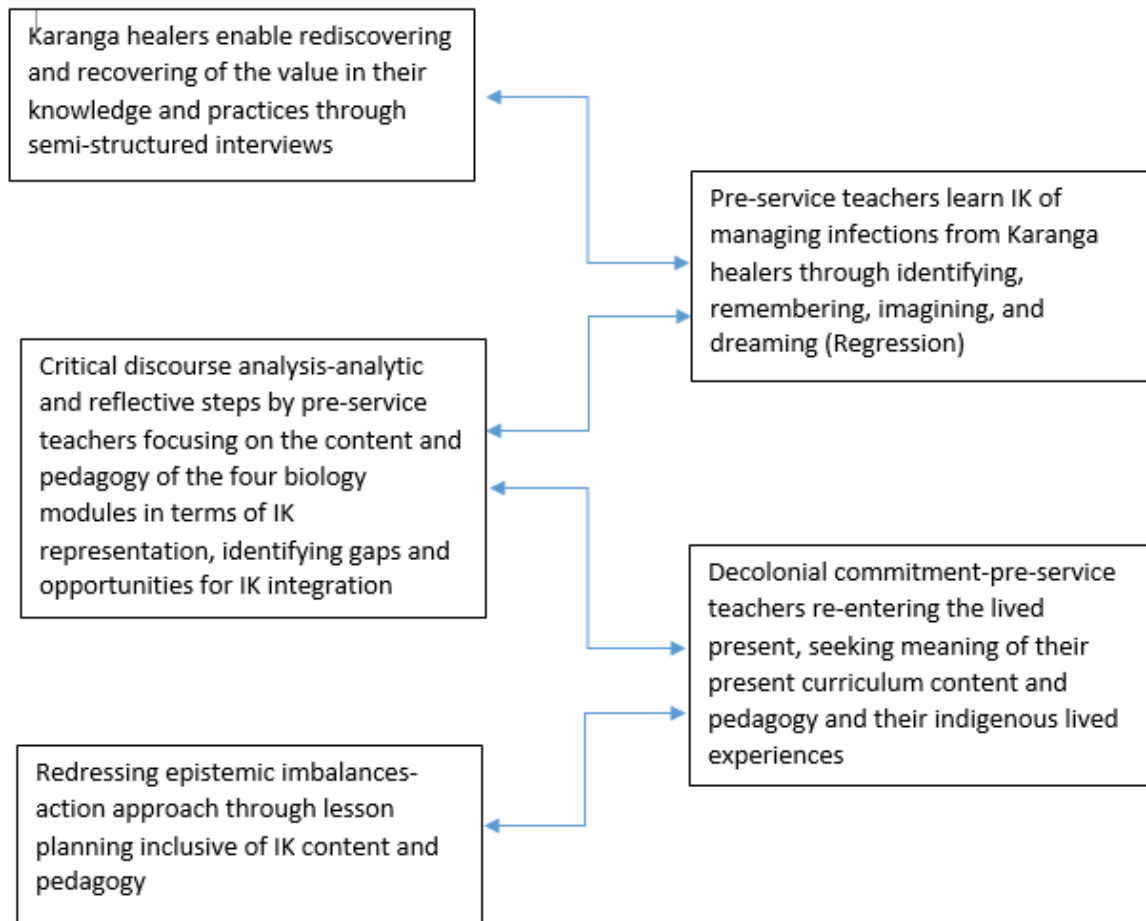 Karanga healers enable rediscovering
and recovering of the value in their
knowledge and practices through
semi-structured interviews
Pre-service teachers learn IK of
managing infections from Karanga
healers through identifying,
remembering, imagining, and
dreaming (Regression)
Critical discourse analysis-analytic
and reflective steps by pre-service
teachers focusing on the content and
pedagogy of the four biology
modules in terms of IK
representation, identifying gaps and
opportunities for IK integration
Decolonial commitment-pre-service
teachers re-entering the lived
present, seeking meaning of their
present curriculum content and
pedagogy and their indigenous lived
experiences
Redressing epistemic imbalances-
action approach through lesson
planning inclusive of IK content and
pedagogy